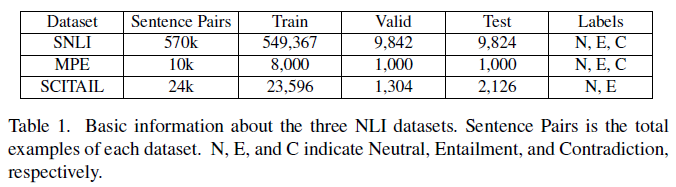 Dataset Sentence Pairs Train Valid Test Labels
SNLI 570k 549,367 9,842 9,824 N, E, C
MPE 10k 8,000 1,000 1,000 N, E, C
SCITAIL 24k 23,596 1,304 2,126 N, E
Table 1. Basic information about the three NLI datasets. Sentence Pairs is the total
examples of each dataset. N, E, and C indicate Neutral, Entailment, and Contradiction,
respectively.